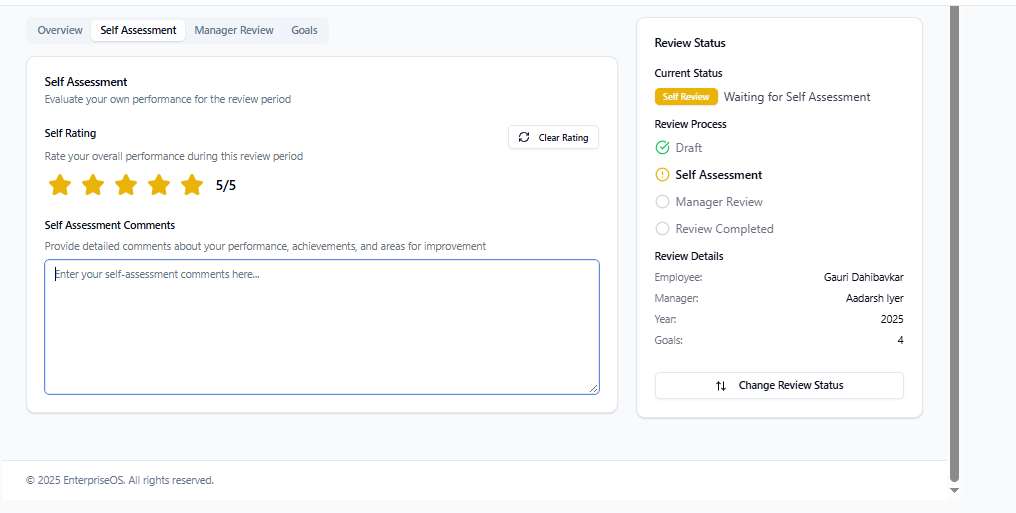 Overview Self Assessment Manager Review Goals
Self Assessment
Evaluate your own performance for the review period
Self Rating
Clear Rating
Rate your overall performance during this review period
5/5
Self Assessment Comments
Provide detailed comments about your performance, achievements, and areas for improvement
Enter your self-assessment comments here...
Review Status
Current Status
Self Review Waiting for Self Assessment
Review Process
Draft
Self Assessment
Manager Review
Review Completed
Review Details
Employee: Gauri Dahibavkar
Manager: Aadarsh Iyer
Year: 2025
Goals: 4
Change Review Status
© 2025 EnterpriseOS. All rights reserved.